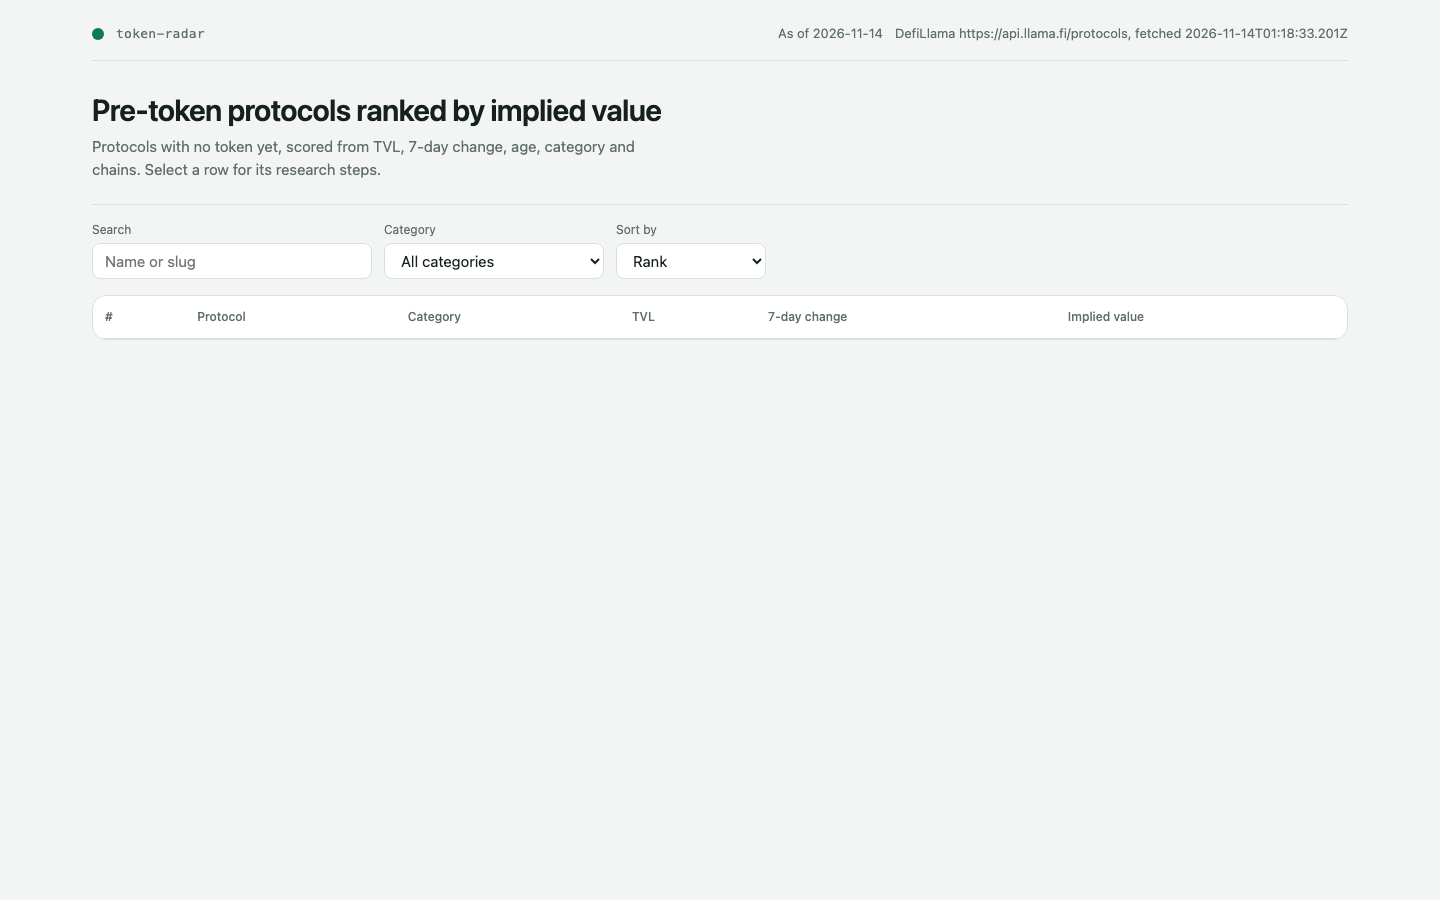 token-radar
As of 2026-11-14 DefiLlama https://api.llama.fi/protocols, fetched 2026-11-14T01:18:33.201Z
Pre-token protocols ranked by implied value
Protocols with no token yet, scored from TVL, 7-day change, age, category and
chains. Select a row for its research steps.
Search Category Sort by
Name or slug All categories Rank
# Protocol Category TVL 7-day change Implied value